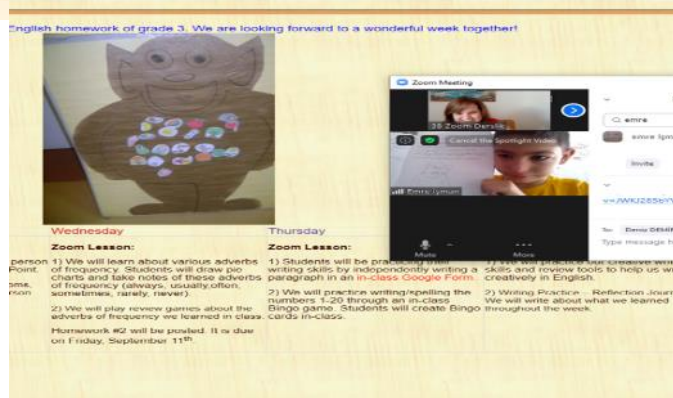 English homework of grade 3. We are looking forward to a wonderful week together!
Zoom Meeting
3B Zoom Derslik
Cancel the Spotlight Video
emre
Invite
Mute
More
Type message h
Wednesday
Zoom Lesson:
1) We will learn about various adverbs
of frequency. Students will draw pie
charts and take notes of these adverbs
of frequency (always, usually,often,
sometimes, rarely, never).
2) We will play review games about the
adverbs of frequency we learned in class.
Homework #2 will be posted. It is due
on Friday, September 11th
Thursday
Zoom Lesson:
1) Students will be practicing their
writing skills by independently writing a
paragraph in an in-class Google Form.
2) We will practice writing/spelling the
numbers 1-20 through an in-class
Bingo game. Students will create Bingo
cards in-class.
skills and review tools to help us w
creatively in English.
2) Writing Practice – Reflection Jour
We will write about what we learned
throughout the week.
person
Point.